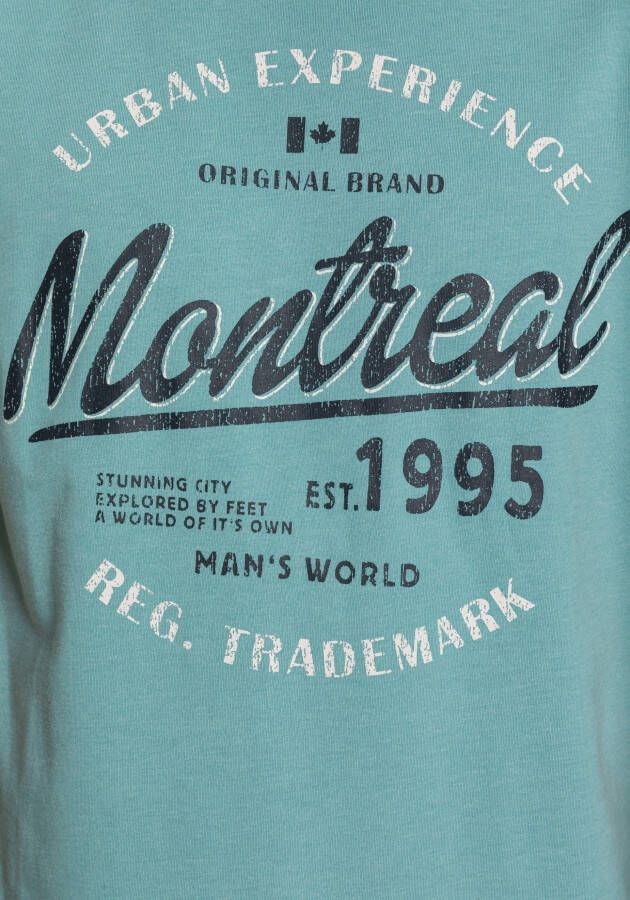 URBAN EXPERIENCE
ORIGINAL BRAND
Montreal
STUNNING CITY
EXPLORED BY FEET
A WORLD OF IT'S OWN
EST. 1995
MAN'S WORLD
REG. TRADEMARK